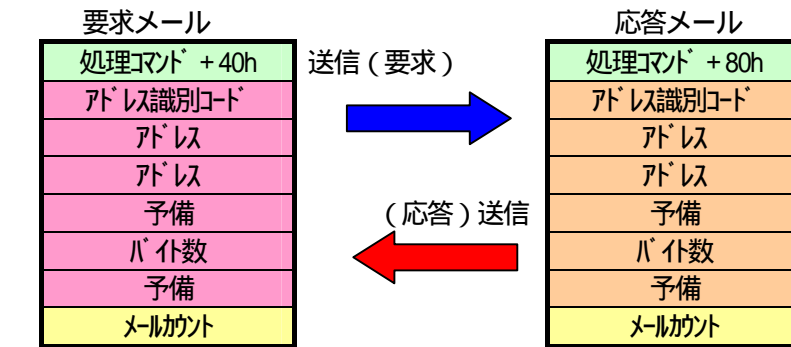 要求メール
処理ｺﾏﾝﾄﾞ + 40h
ｱﾄﾞﾚｽ識別ｺｰﾄﾞ
ｱﾄﾞﾚｽ
ｱﾄﾞﾚｽ
予備
ﾊﾞｲﾄ数
予備
ﾒｰﾙｶｳﾝﾄ
送信 ( 要求 )
( 応答 ) 送信
応答メール
処理ｺﾏﾝﾄﾞ + 80h
ｱﾄﾞﾚｽ識別ｺｰﾄﾞ
ｱﾄﾞﾚｽ
ｱﾄﾞﾚｽ
予備
ﾊﾞｲﾄ数
予備
ﾒｰﾙｶｳﾝﾄ